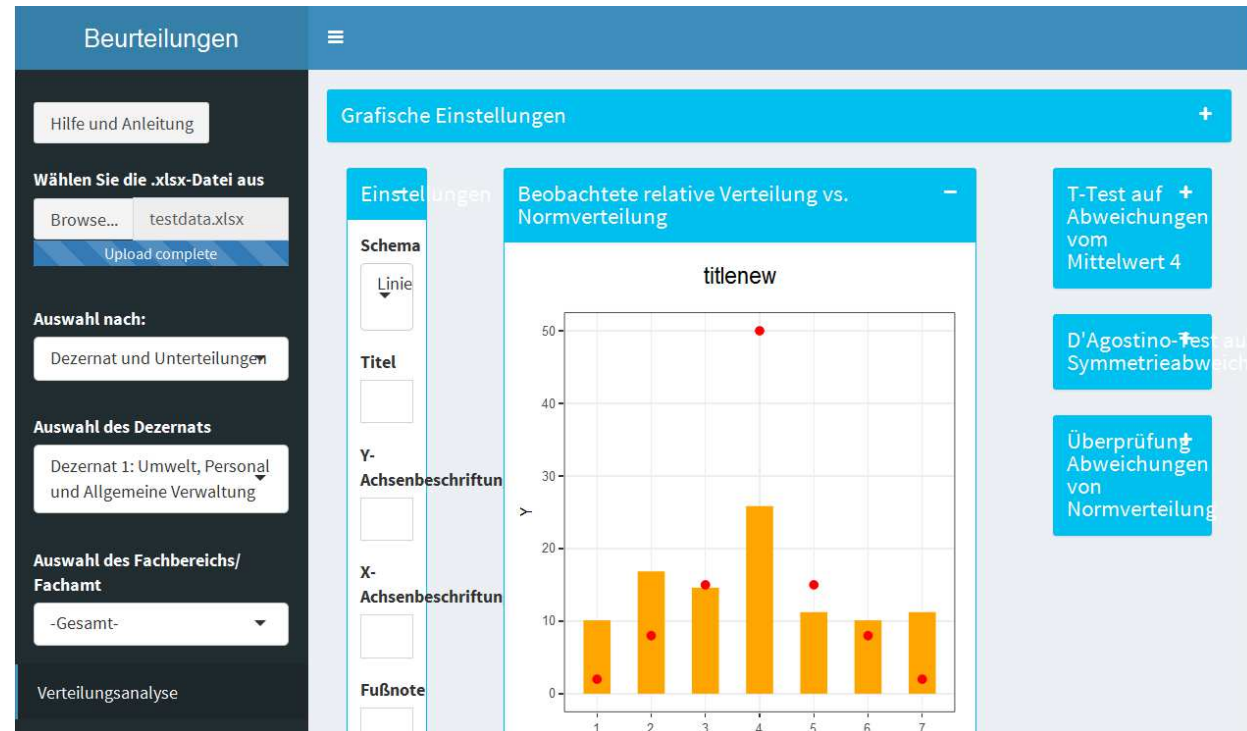 Beurteilungen
Hilfe und Anleitung
Wählen Sie die .xlsx-Datei aus
Browse... testdata.xlsx
Upload complete
Auswahl nach:
Dezernat und Unterteilungen
Auswahl des Dezernats
Dezernat 1: Umwelt, Personal
und Allgemeine Verwaltung
Auswahl des Fachbereichs/
Fachamt
-Gesamt-
Verteilungsanalyse
Grafische Einstellungen
Einstellungen
Schema
Linie
Titel
Y-
Achsenbeschriftun
X-
Achsenbeschriftun
Fußnote
Beobachtete relative Verteilung vs.
Normverteilung
titlenew
50
40
30
20
10
0
Y
1 2 3 4 5 6 7
T-Test auf
Abweichungen
vom
Mittelwert 4
D'Agostino-Test au
Symmetrieabweich
Überprüfung
Abweichungen
von
Normverteilung